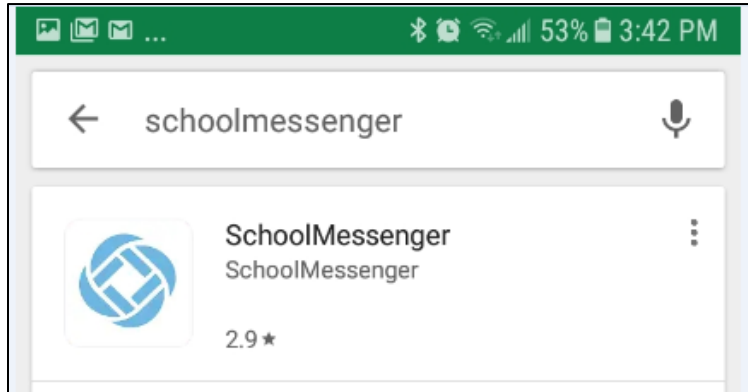 ... 53% 3:42 PM
schoolmessenger
SchoolMessenger
SchoolMessenger
2.9★